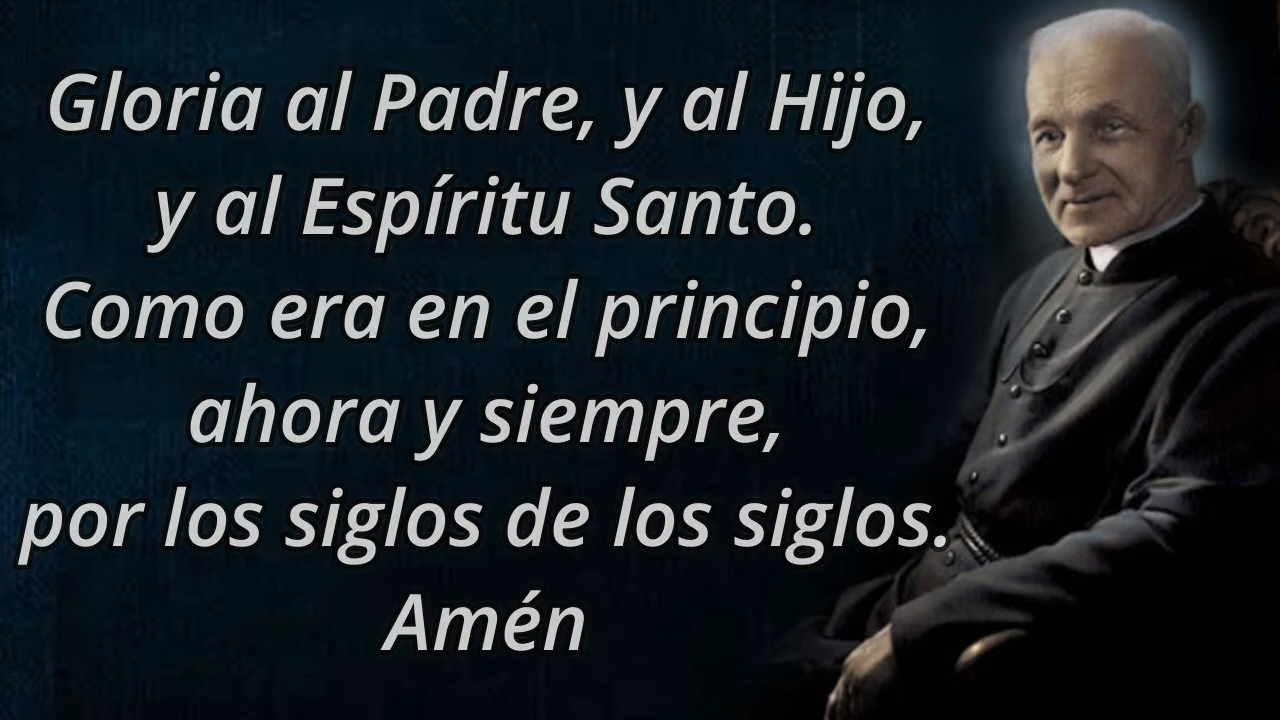 Gloria al Padre, y al Hijo,
y al Espíritu Santo.
Como era en el principio,
ahora y siempre,
por los siglos de los siglos.
Amén